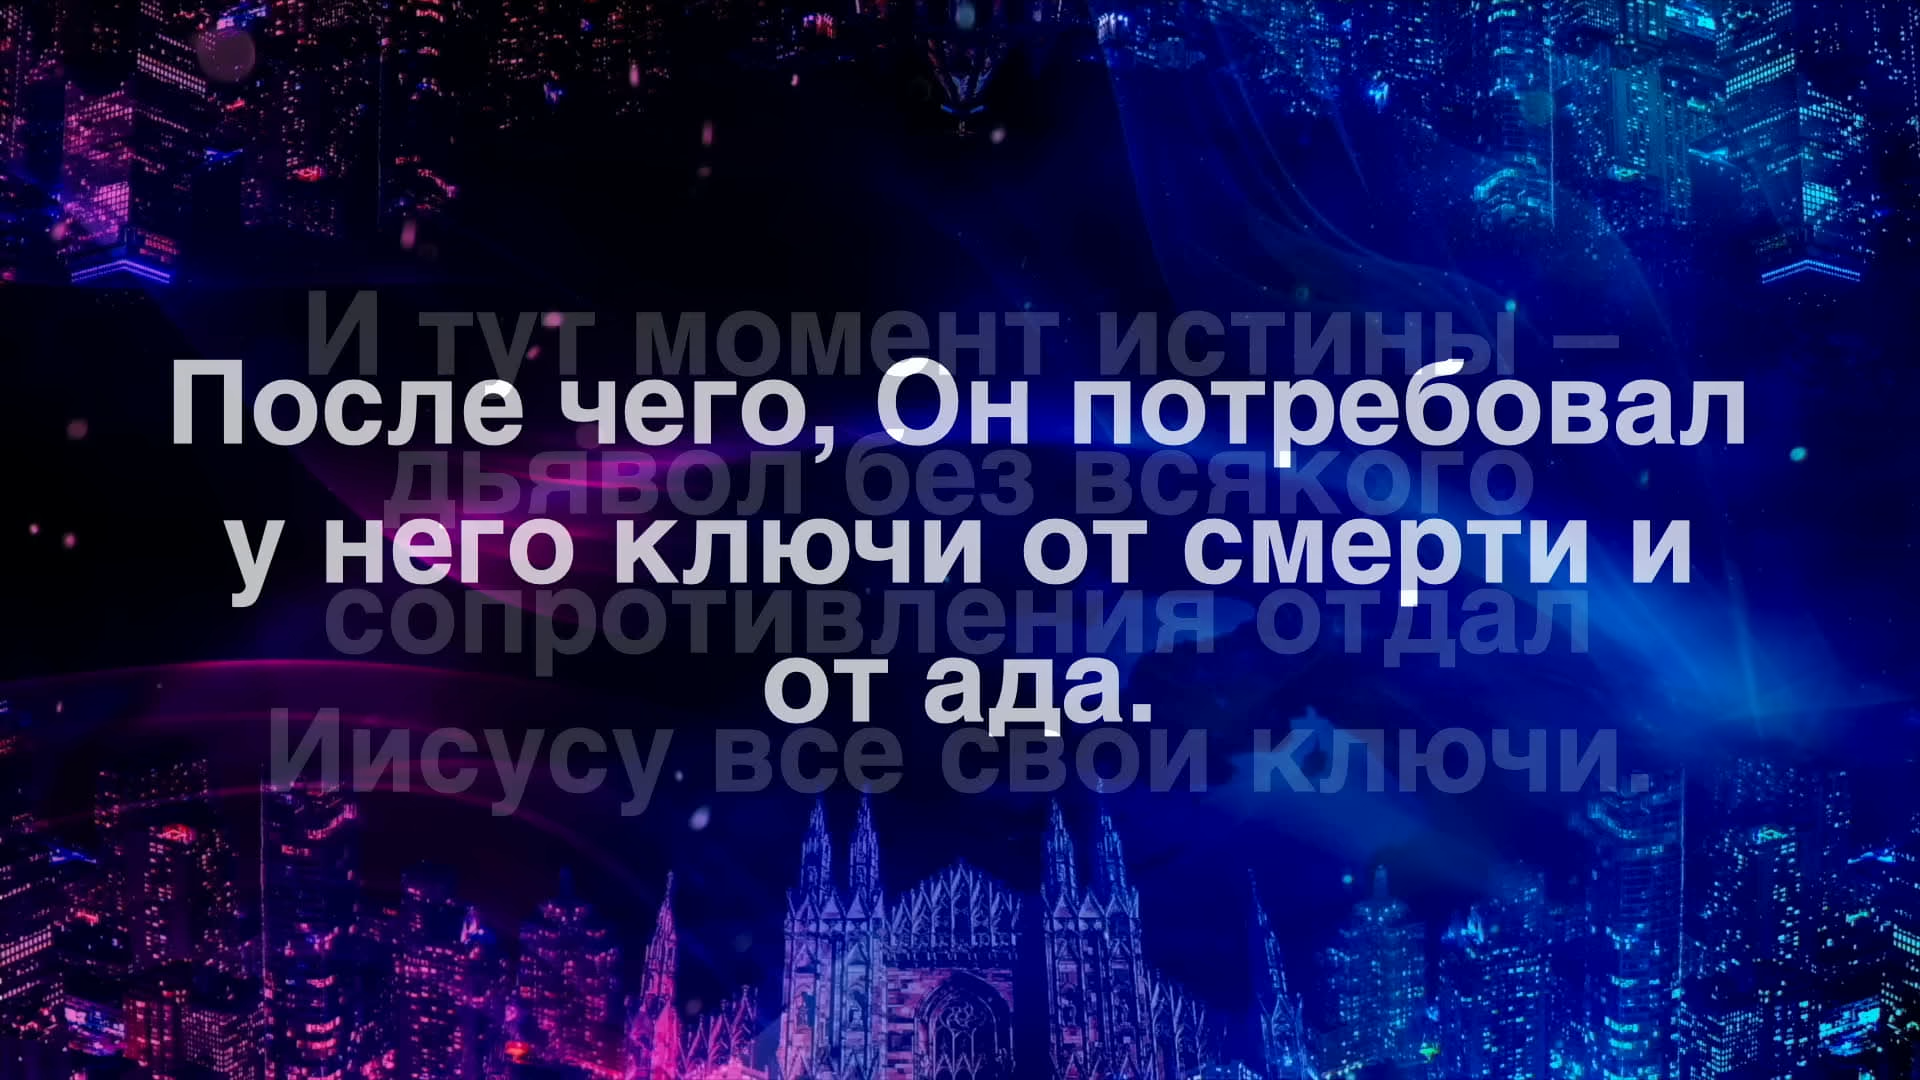 После чего, Он потребовал
у него ключи от смерти и
от ада.
И тут момент истины –
дьявол без всякого
сопротивления отдал
Иисусу все свои ключи.